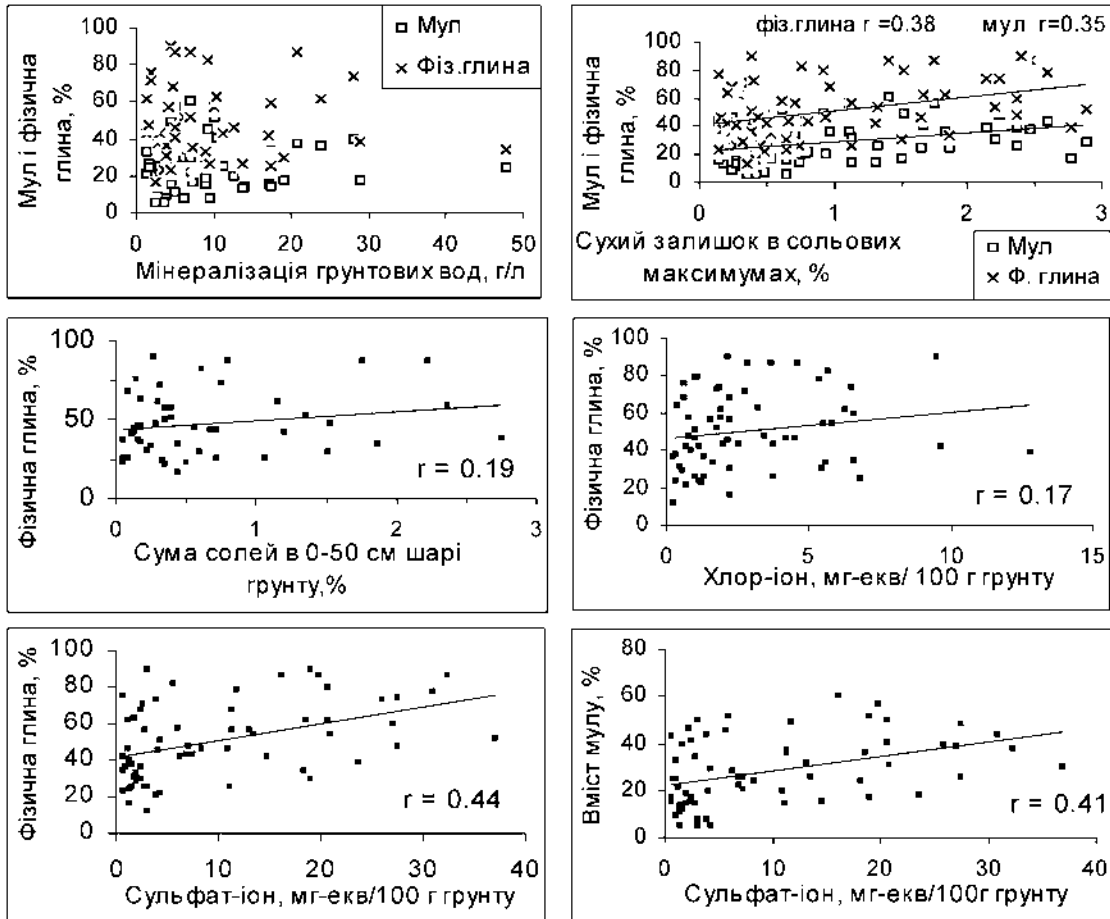 Мул і фізична
глина, %
100
80
60
40
20
0
0
10
20
30
40
50
Мінералізація грунтових вод, г/л
Мул
Фіз.глина
фіз.глина r =0.38 мул r=0.35
Мул і фізична
глина, %
100
80
60
40
20
0
0
1
2
3
Сухий залишок в сольових
максимумах, %
Мул
Ф. глина
Фізична глина, %
100
50
0
0
1
2
3
r = 0.19
Сума солей в 0-50 см шарі
грунту,%
Фізична глина, %
100
80
60
40
20
0
0
5
10
15
r = 0.17
Хлор-іон, мг-екв/ 100 г грунту
Фізична глина, %
100
80
60
40
20
0
0
10
20
30
40
r = 0.44
Сульфат-іон, мг-екв/100 г грунту
Вміст мулу, %
80
60
40
20
0
0
10
20
30
40
r = 0.41
Сульфат-іон, мг-екв/100г грунту